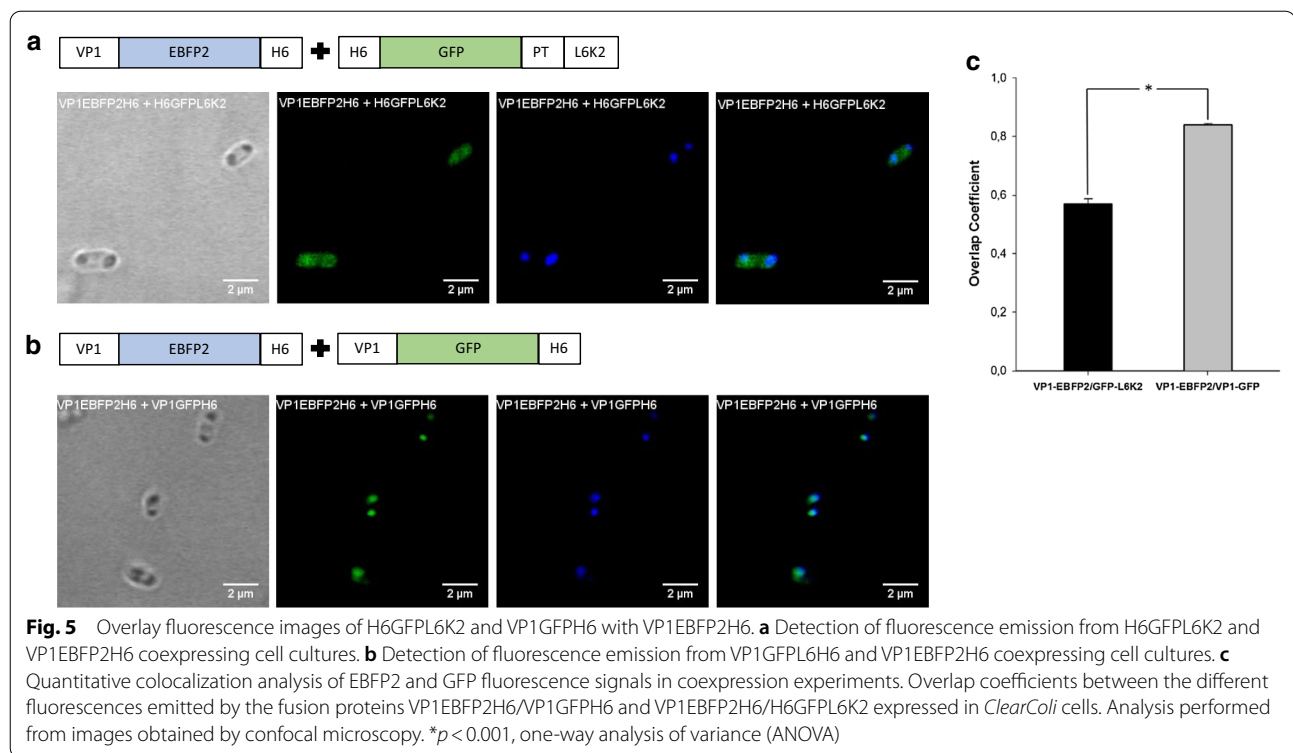 a
VP1 EBFP2 H6 + H6 GFP PT L6K2
VP1EBFP2H6 + H6GFPL6K2 VP1EBFP2H6 + H6GFPL6K2 VP1EBFP2H6 + H6GFPL6K2 VP1EBFP2H6 + H6GFPL6K2
2 µm 2 µm 2 µm 2 µm
b
VP1 EBFP2 H6 + VP1 GFP H6
VP1EBFP2H6 + VP1GFPH6 VP1EBFP2H6 + VP1GFPH6 VP1EBFP2H6 + VP1GFPH6 VP1EBFP2H6 + VP1GFPH6
2 µm 2 µm 2 µm 2 µm
c
1,0
*
0,8
0,6
0,4
0,2
0,0
Overlap Coefficient
VP1-EBFP2/GFP-L6K2 VP1-EBFP2/VP1-GFP
Fig. 5 Overlay fluorescence images of H6GFPL6K2 and VP1GFPH6 with VP1EBFP2H6. a Detection of fluorescence emission from H6GFPL6K2 and
VP1EBFP2H6 coexpressing cell cultures. b Detection of fluorescence emission from VP1GFPL6H6 and VP1EBFP2H6 coexpressing cell cultures. c
Quantitative colocalization analysis of EBFP2 and GFP fluorescence signals in coexpression experiments. Overlap coefficients between the different
fluorescences emitted by the fusion proteins VP1EBFP2H6/VP1GFPH6 and VP1EBFP2H6/H6GFPL6K2 expressed in ClearColi cells. Analysis performed
from images obtained by confocal microscopy. *p < 0.001, one-way analysis of variance (ANOVA)